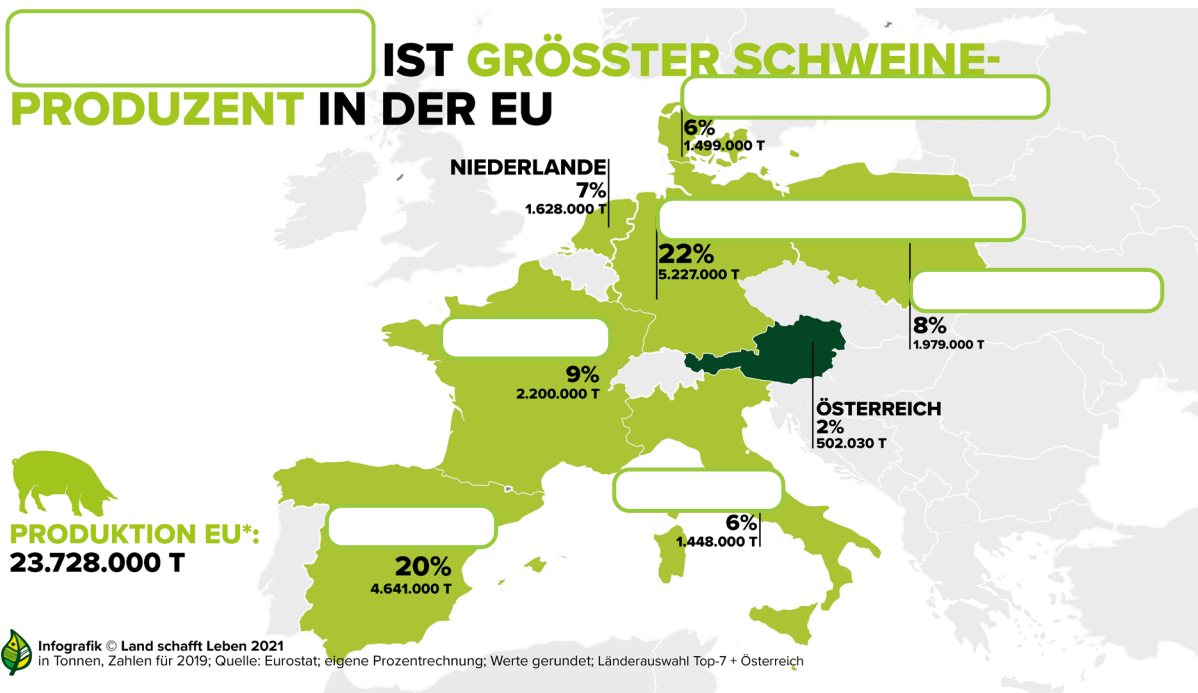 IST GRÖSSTER SCHWEINE-
PRODUZENT IN DER EU
6%
1.499.000 T
NIEDERLANDE
7%
1.628.000 T
22%
5.227.000 T
8%
1.979.000 T
9%
2.200.000 T
ÖSTERREICH
2%
502.030 T
6%
1.448.000 T
20%
4.641.000 T
PRODUKTION EU*:
23.728.000 T
Infografik © Land schafft Leben 2021
in Tonnen, Zahlen für 2019; Quelle: Eurostat; eigene Prozentrechnung; Werte gerundet; Länderauswahl Top-7 + Österreich